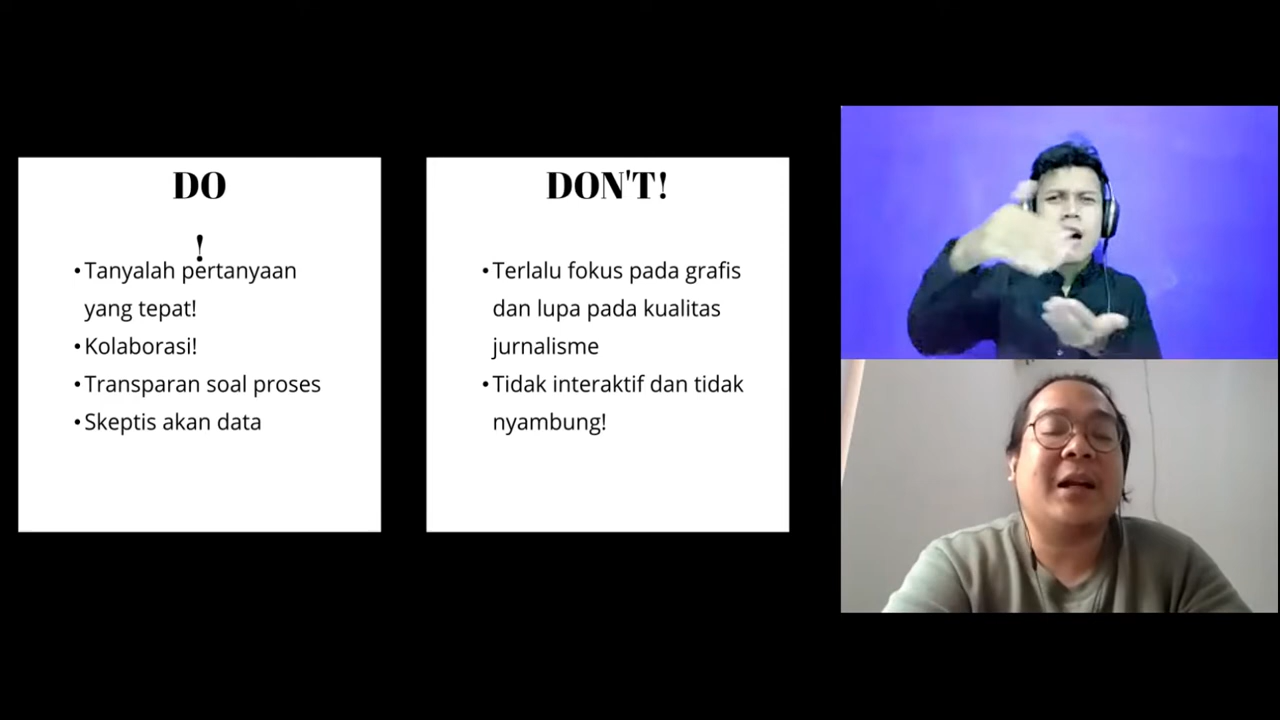 DO
!
•Tanyalah pertanyaan
yang tepat!
•Kolaborasi!
•Transparan soal proses
•Skeptis akan data
DON'T!
•Terlalu fokus pada grafis
dan lupa pada kualitas
jurnalisme
•Tidak interaktif dan tidak
nyambung!